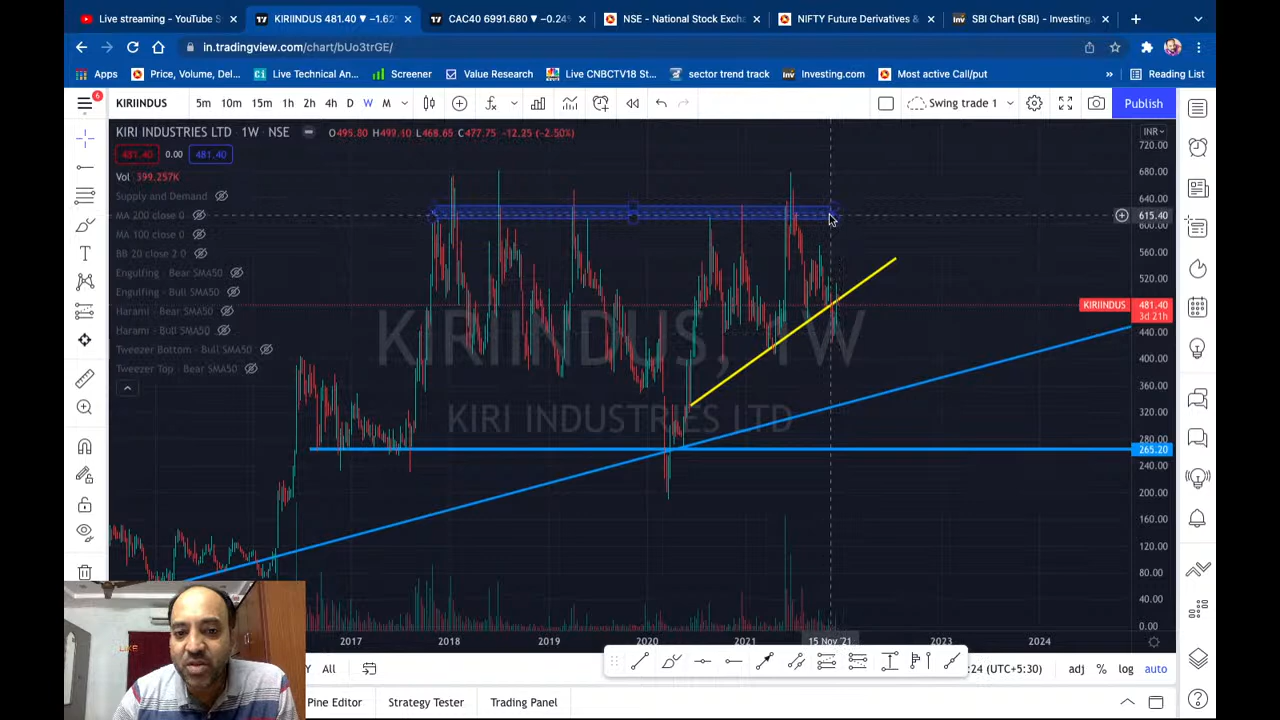 Live streaming - YouTube S
KIRIINDUS 481.40 ▼ −1.62%
CAC40 6991.680 ▼ −0.24%
NSE - National Stock Exch
NIFTY Future Derivatives &
SBI Chart (SBI) - Investing.
in.tradingview.com/chart/bUo3trGE/
Apps
Price, Volume, Del...
Live Technical An...
Screener
Value Research
Live CNBCTV18 St...
sector trend track
Investing.com
Most active Call/put
»
Reading List
6
KIRIINDUS
5m 10m 15m 1h 2h 4h D W M
Swing trade 1
Publish
KIRI INDUSTRIES LTD · 1W · NSE
O495.80 H499.40 L468.65 C477.75 −12.25 (−2.50%)
481.40 0.00 481.40
Vol 399.257K
Supply and Demand
MA 200 close 0
MA 100 close 0
BB 20 close 2 0
Engulfing - Bear SMA50
Engulfing - Bull SMA50
Harami - Bear SMA50
Harami - Bull SMA50
Tweezer Bottom - Bull SMA50
Tweezer Top - Bear SMA50
KIRIINDUS, 1W
KIRI INDUSTRIES LTD
INR
720.00
680.00
640.00
615.40
600.00
560.00
520.00
KIRIINDUS 481.40
3d 21h
440.00
400.00
360.00
320.00
280.00
265.20
240.00
200.00
160.00
120.00
80.00
40.00
0.00
2017 2018 2019 2020 2021 15 Nov '21 2023 2024
LIKE
Y All
:24 (UTC+5:30)
adj % log auto
Pine Editor
Strategy Tester
Trading Panel